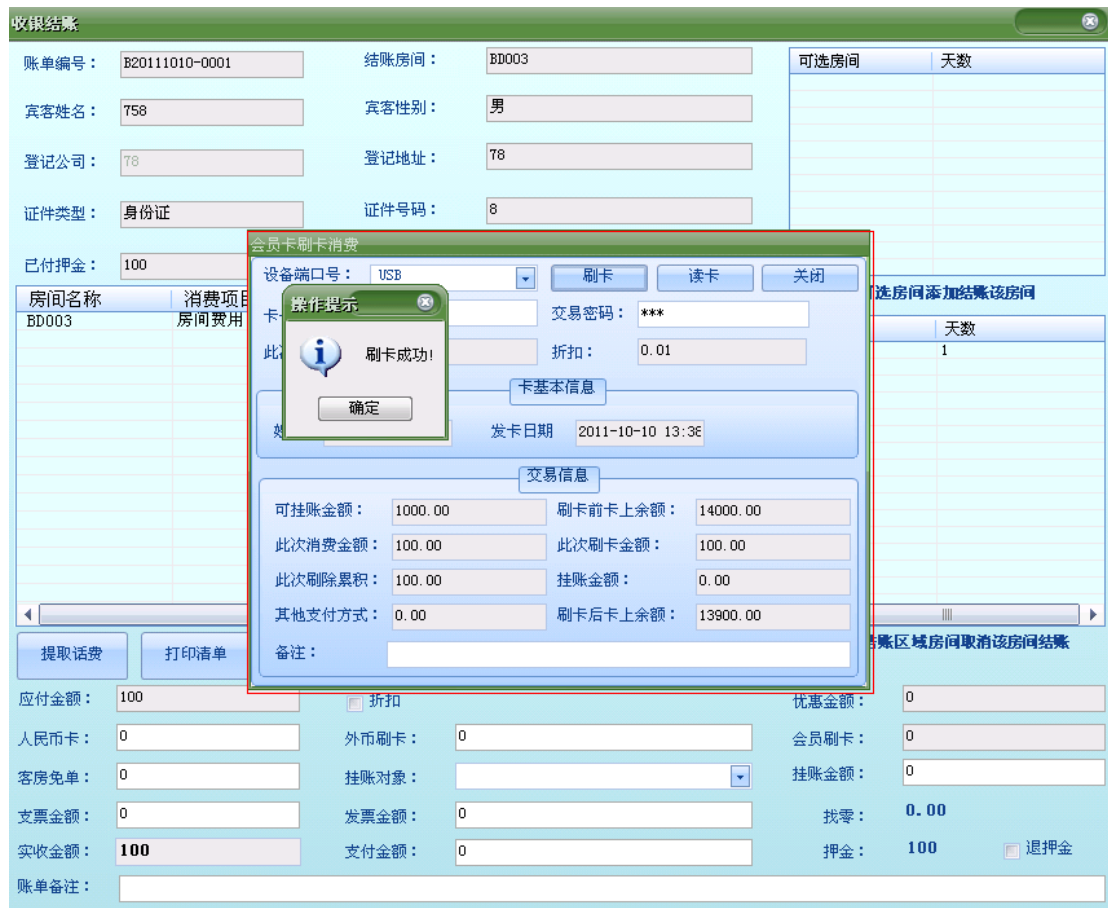 收银结账
账单编号： B20111010-0001 结账房间： BD003 可选房间 天数
宾客姓名： 758 宾客性别： 男
登记公司： 78 登记地址： 78
证件类型： 身份证 证件号码： 8
已付押金： 100
会员卡刷卡消费
设备端口号： USB 刷卡 读卡 关闭
房间名称 消费项目
BD003 房间费用
选房间添加结账该房间
天数
1
操作提示
刷卡成功!
确定
交易密码： ***
折扣： 0.01
卡基本信息
发卡日期 2011-10-10 13:38
交易信息
可挂账金额： 1000.00 刷卡前卡上余额： 14000.00
此次消费金额： 100.00 此次刷卡金额： 100.00
此次刷除累积： 100.00 挂账金额： 0.00
其他支付方式： 0.00 刷卡后卡上余额： 13900.00
备注：
提取话费 打印清单 账区域房间取消该房间结账
应付金额： 100 折扣 优惠金额： 0
人民币卡： 0 外币刷卡： 0 会员刷卡： 0
客房免单： 0 挂账对象： 挂账金额： 0
支票金额： 0 发票金额： 0 找零： 0.00
实收金额： 100 支付金额： 0 押金： 100 退押金
账单备注：